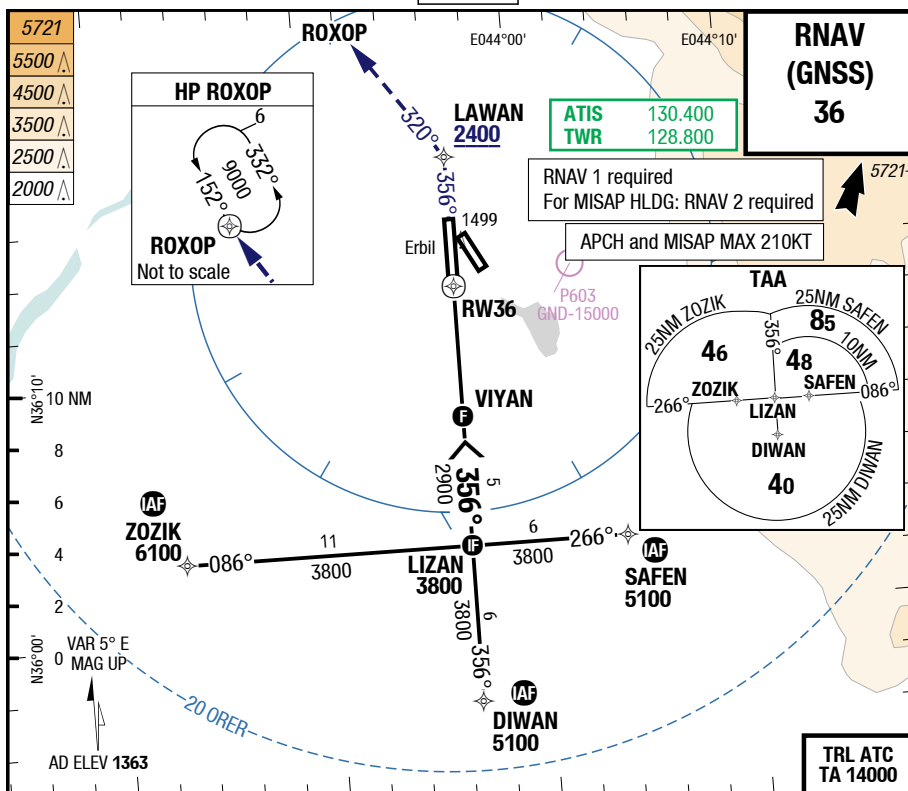 5721
5500
4500
3500
2500
2000
ROXOP
E044°00'
E044°10'
RNAV
(GNSS)
36
HP ROXOP
6
332°
9000
152°
ROXOP
Not to scale
320°
LAWAN
2400
356°
ATIS 130.400
TWR 128.800
RNAV 1 required
For MISAP HLDG: RNAV 2 required
5721
APCH and MISAP MAX 210KT
1499
Erbil
RW36
P603
GND-15000
TAA
25NM ZOZIK
25NM SAFEN
85
356°
10NM
46
48
ZOZIK
SAFEN
266°
086°
LIZAN
DIWAN
40
25NM DIWAN
N36°10'
10 NM
8
6
4
2
0
N36°00'
VIYAN
F
5
2900
356°
IAF
ZOZIK
6100
086°
11
3800
IF
LIZAN
3800
6
3800
266°
IAF
SAFEN
5100
6
3800
356°
IAF
DIWAN
5100
VAR 5° E
MAG UP
20 ORER
AD ELEV 1363
TRL ATC
TA 14000